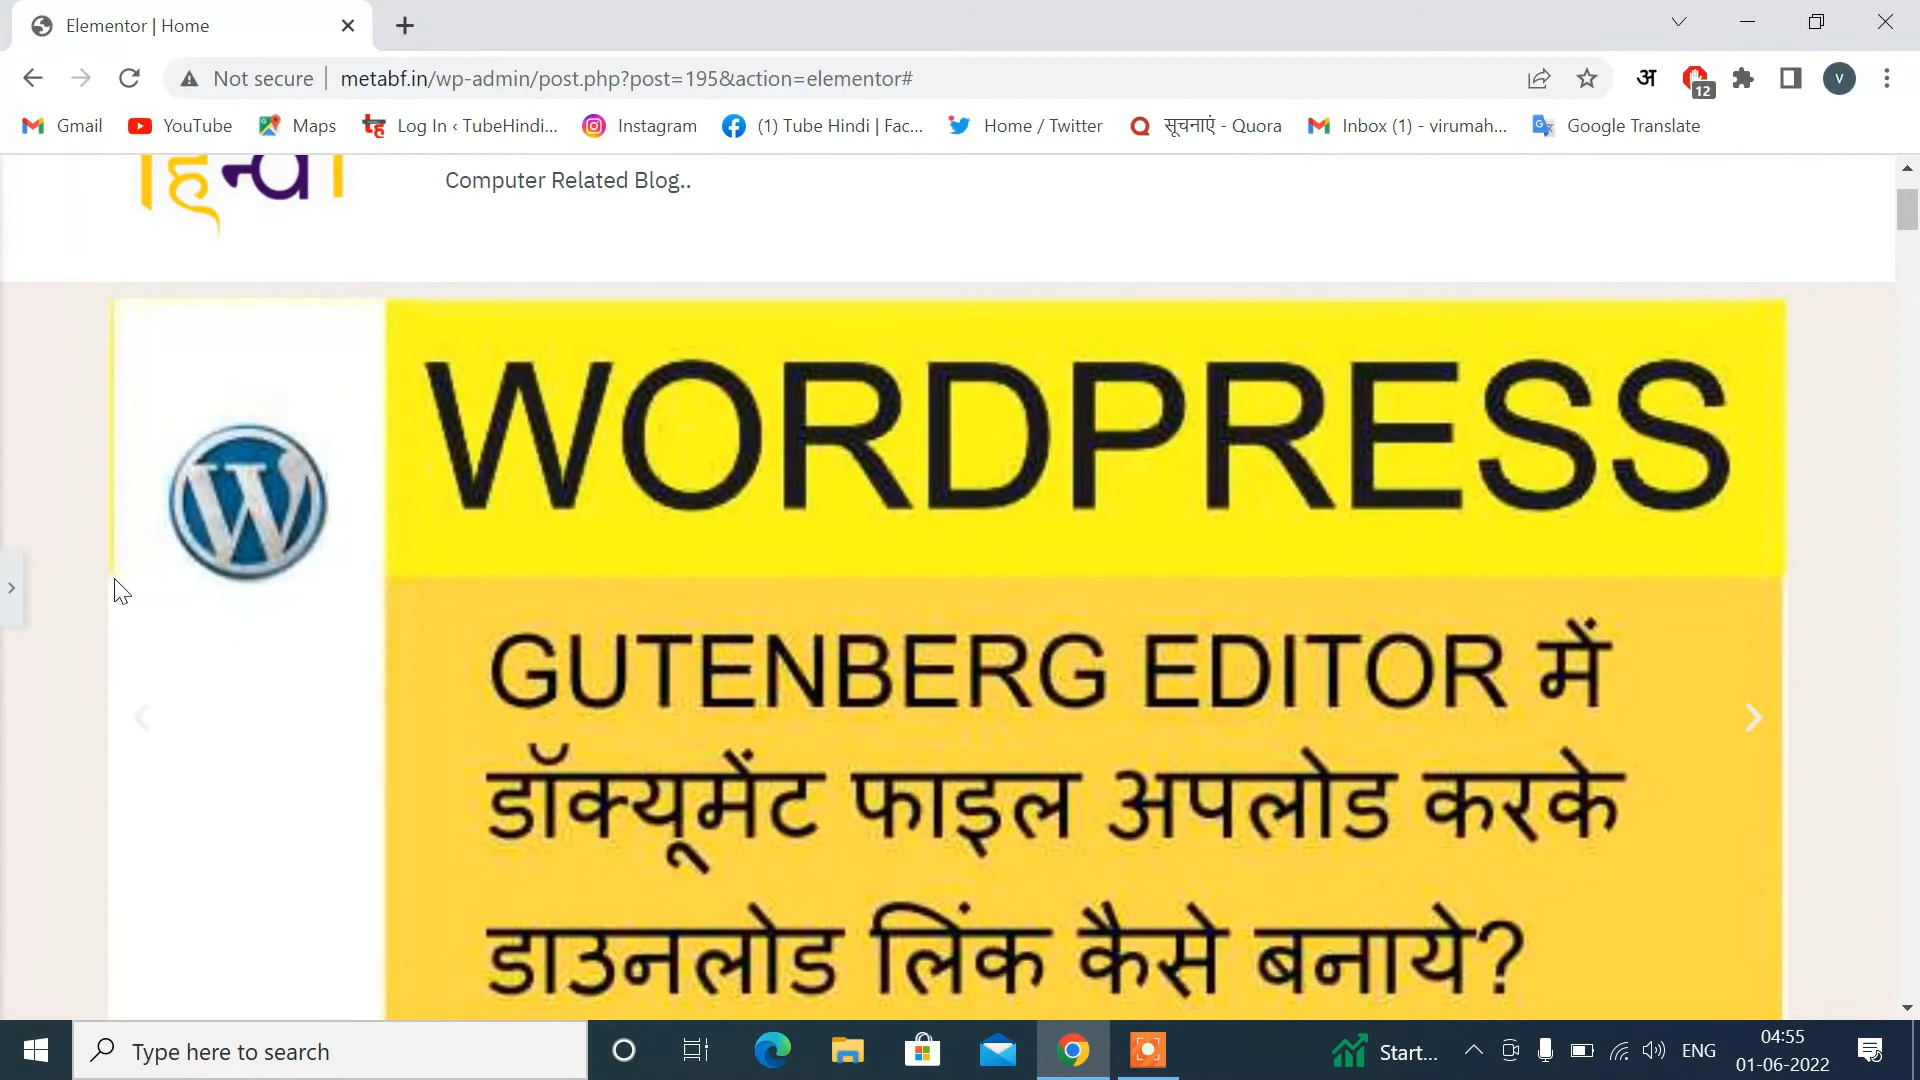 Elementor | Home
Not secure
metabf.in/wp-admin/post.php?post=195&action=elementor#
अ
12
V
Gmail
YouTube
Maps
Log In ‹ TubeHindi...
Instagram
(1) Tube Hindi | Fac...
Home / Twitter
सूचनाएं - Quora
Inbox (1) - virumah...
Google Translate
हिन्दी
Computer Related Blog..
W
WORDPRESS
GUTENBERG EDITOR में
डॉक्यूमेंट फाइल अपलोड करके
डाउनलोड लिंक कैसे बनाये?
Type here to search
Start...
ENG
04:55
01-06-2022